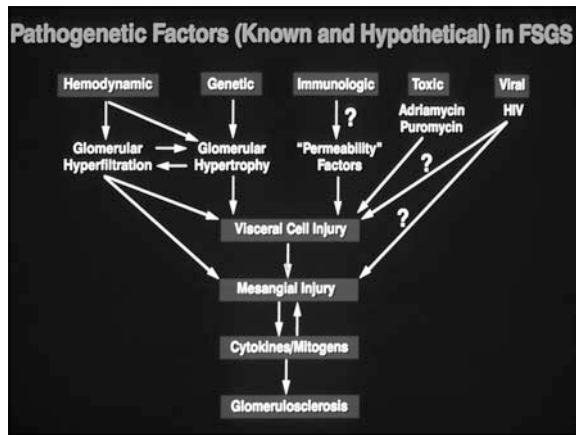 Pathogenetic Factors (Known and Hypothetical) in FSGS
Hemodynamic
Genetic
Immunologic
Toxic
Viral
Adriamycin
Puromycin
HIV
?
Glomerular
Hyperfiltration
Glomerular
Hypertrophy
"Permeability"
Factors
?
?
Visceral Cell Injury
Mesangial Injury
Cytokines/Mitogens
Glomerulosclerosis